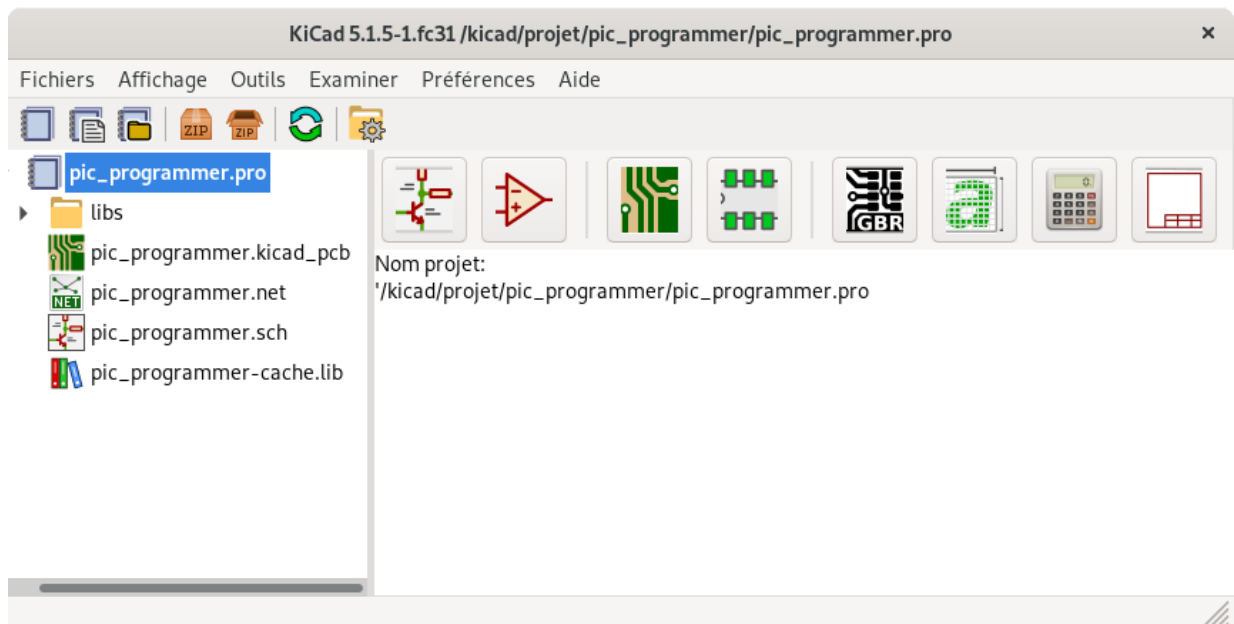 KiCad 5.1.5-1.fc31 /kicad/projet/pic_programmer/pic_programmer.pro
Fichiers Affichage Outils Examiner Préférences Aide
ZIP ZIP
pic_programmer.pro
libs
pic_programmer.kicad_pcb
NET pic_programmer.net
pic_programmer.sch
pic_programmer-cache.lib
GBR a 0.
Nom projet:
'/kicad/projet/pic_programmer/pic_programmer.pro